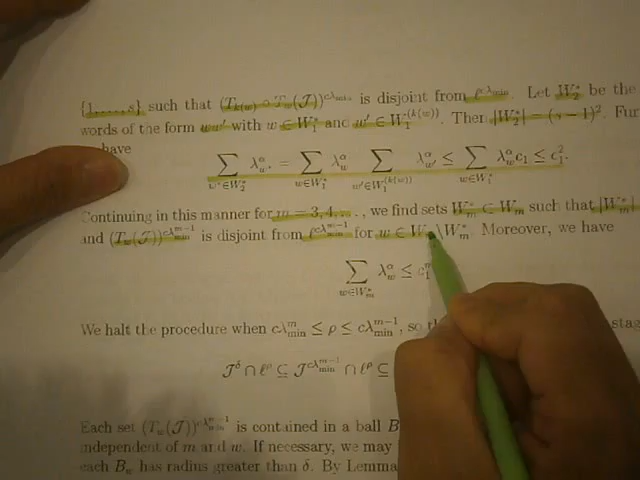 {1, . . . , s} such that (T_{k(w)} ∘ T_w(𝒥))^{cλ_min} is disjoint from ℓ^{cλ_min}. Let W_2^* be the
words of the form ww′ with w ∈ W_1^* and w′ ∈ W_1^{*(k(w))}. Then |W_2^*| = (s − 1)^2. Fur
have
∑_{w″∈W_2^*} λ_{w″}^α = ∑_{w∈W_1^*} λ_w^α ∑_{w′∈W_1^{*(k(w))}} λ_{w′}^α ≤ ∑_{w∈W_1^*} λ_w^α c_1 ≤ c_1^2.
Continuing in this manner for m = 3, 4, . . . , we find sets W_m^* ⊂ W_m such that |W_m^*
and (T_w(𝒥))^{cλ_min^{m−1}} is disjoint from ℓ^{cλ_min^{m−1}} for w ∈ W \ W_m^*. Moreover, we have
∑_{w∈W_m^*} λ_w^α ≤ c_1^m
We halt the procedure when cλ_min^m ≤ ρ ≤ cλ_min^{m−1}, so stag
𝒥^δ ∩ ℓ^ρ ⊆ 𝒥^{cλ_min^{m−1}} ∩ ℓ^ρ ⊆
Each set (T_w(𝒥))^{cλ_min^{m−1}} is contained in a ball B
independent of m and w. If necessary, we may
each B_w has radius greater than δ. By Lemma